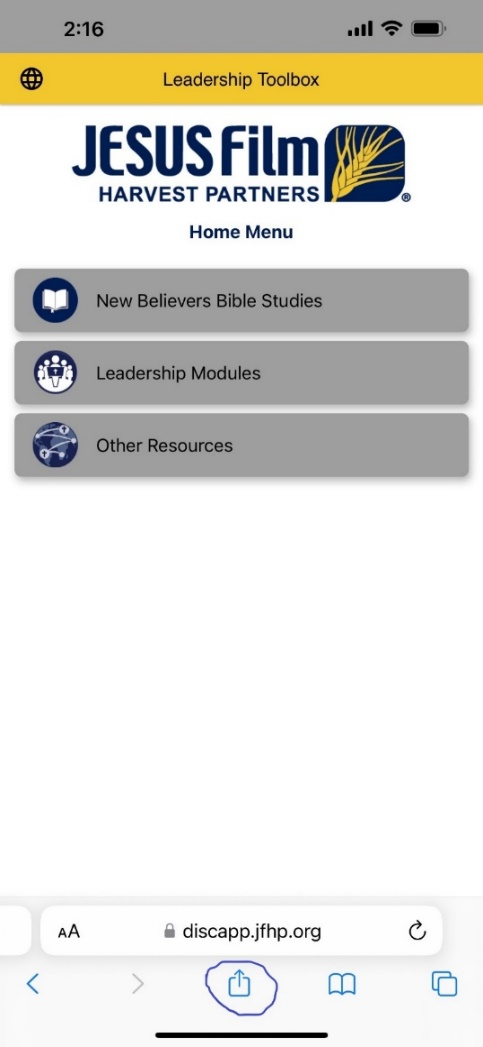 2:16
Leadership Toolbox
JESUS Film
HARVEST PARTNERS ®
Home Menu
New Believers Bible Studies
Leadership Modules
Other Resources
AA discapp.jfhp.org